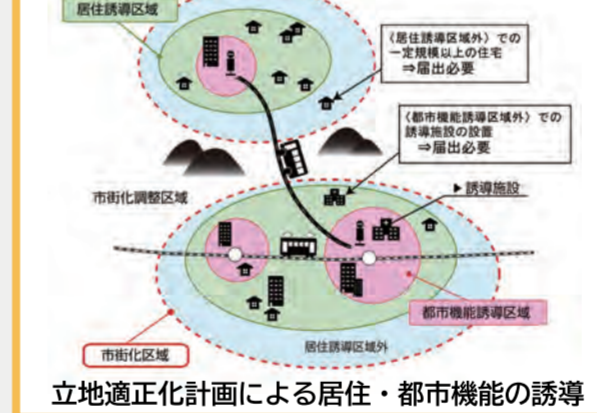 居住誘導区域
〈居住誘導区域外〉での
一定規模以上の住宅
⇒届出必要
〈都市機能誘導区域外〉での
誘導施設の設置
⇒届出必要
市街化調整区域
▶誘導施設
都市機能誘導区域
居住誘導区域外
市街化区域
立地適正化計画による居住・都市機能の誘導